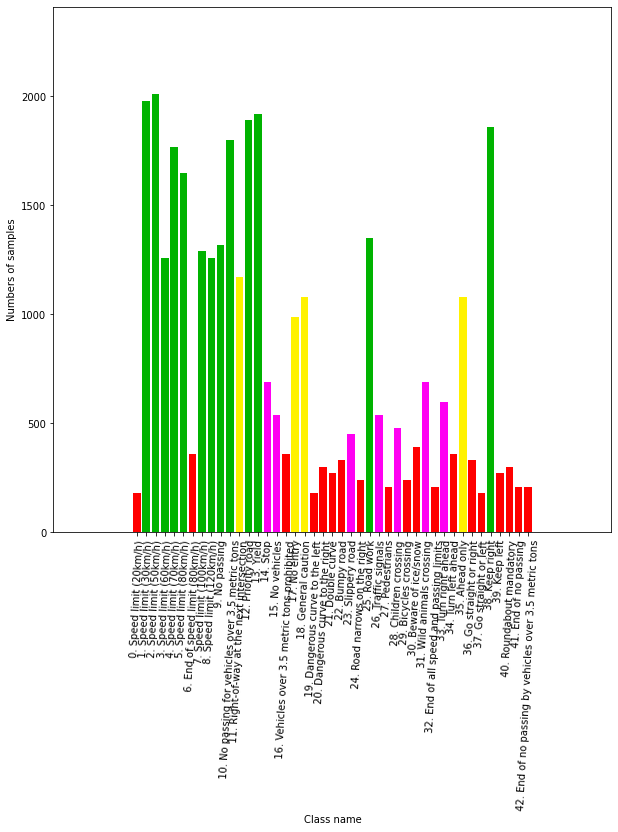 Numbers of samples
2000
1500
1000
500
0
0. Speed limit (20km/h)
1. Speed limit (30km/h)
2. Speed limit (50km/h)
3. Speed limit (60km/h)
4. Speed limit (70km/h)
5. Speed limit (80km/h)
6. End of speed limit (80km/h)
7. Speed limit (100km/h)
8. Speed limit (120km/h)
9. No passing
10. No passing for vehicles over 3.5 metric tons
11. Right-of-way at the next intersection
12. Priority road
13. Yield
14. Stop
15. No vehicles
16. Vehicles over 3.5 metric tons prohibited
17. No entry
18. General caution
19. Dangerous curve to the left
20. Dangerous curve to the right
21. Double curve
22. Bumpy road
23. Slippery road
24. Road narrows on the right
25. Road work
26. Traffic signals
27. Pedestrians
28. Children crossing
29. Bicycles crossing
30. Beware of ice/snow
31. Wild animals crossing
32. End of all speed and passing limits
33. Turn right ahead
34. Turn left ahead
35. Ahead only
36. Go straight or right
37. Go straight or left
38. Keep right
39. Keep left
40. Roundabout mandatory
41. End of no passing
42. End of no passing by vehicles over 3.5 metric tons
Class name